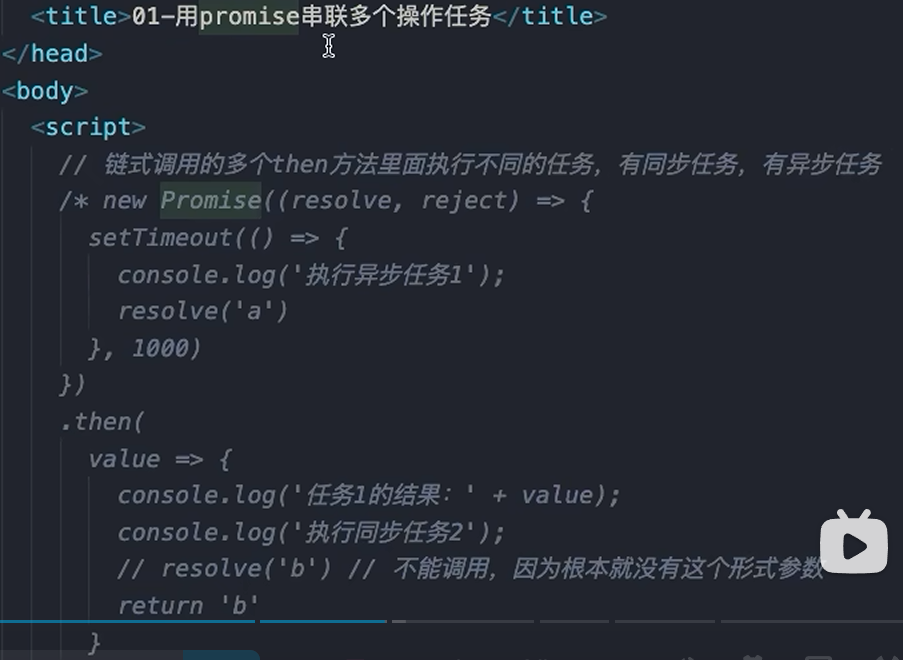 <title>01-用promise串联多个操作任务</title>
</head>
<body>
<script>
// 链式调用的多个then方法里面执行不同的任务，有同步任务，有异步任务
/* new Promise((resolve, reject) => {
setTimeout(() => {
console.log('执行异步任务1');
resolve('a')
}, 1000)
})
.then(
value => {
console.log('任务1的结果：' + value);
console.log('执行同步任务2');
// resolve('b') // 不能调用，因为根本就没有这个形式参数
return 'b'
}